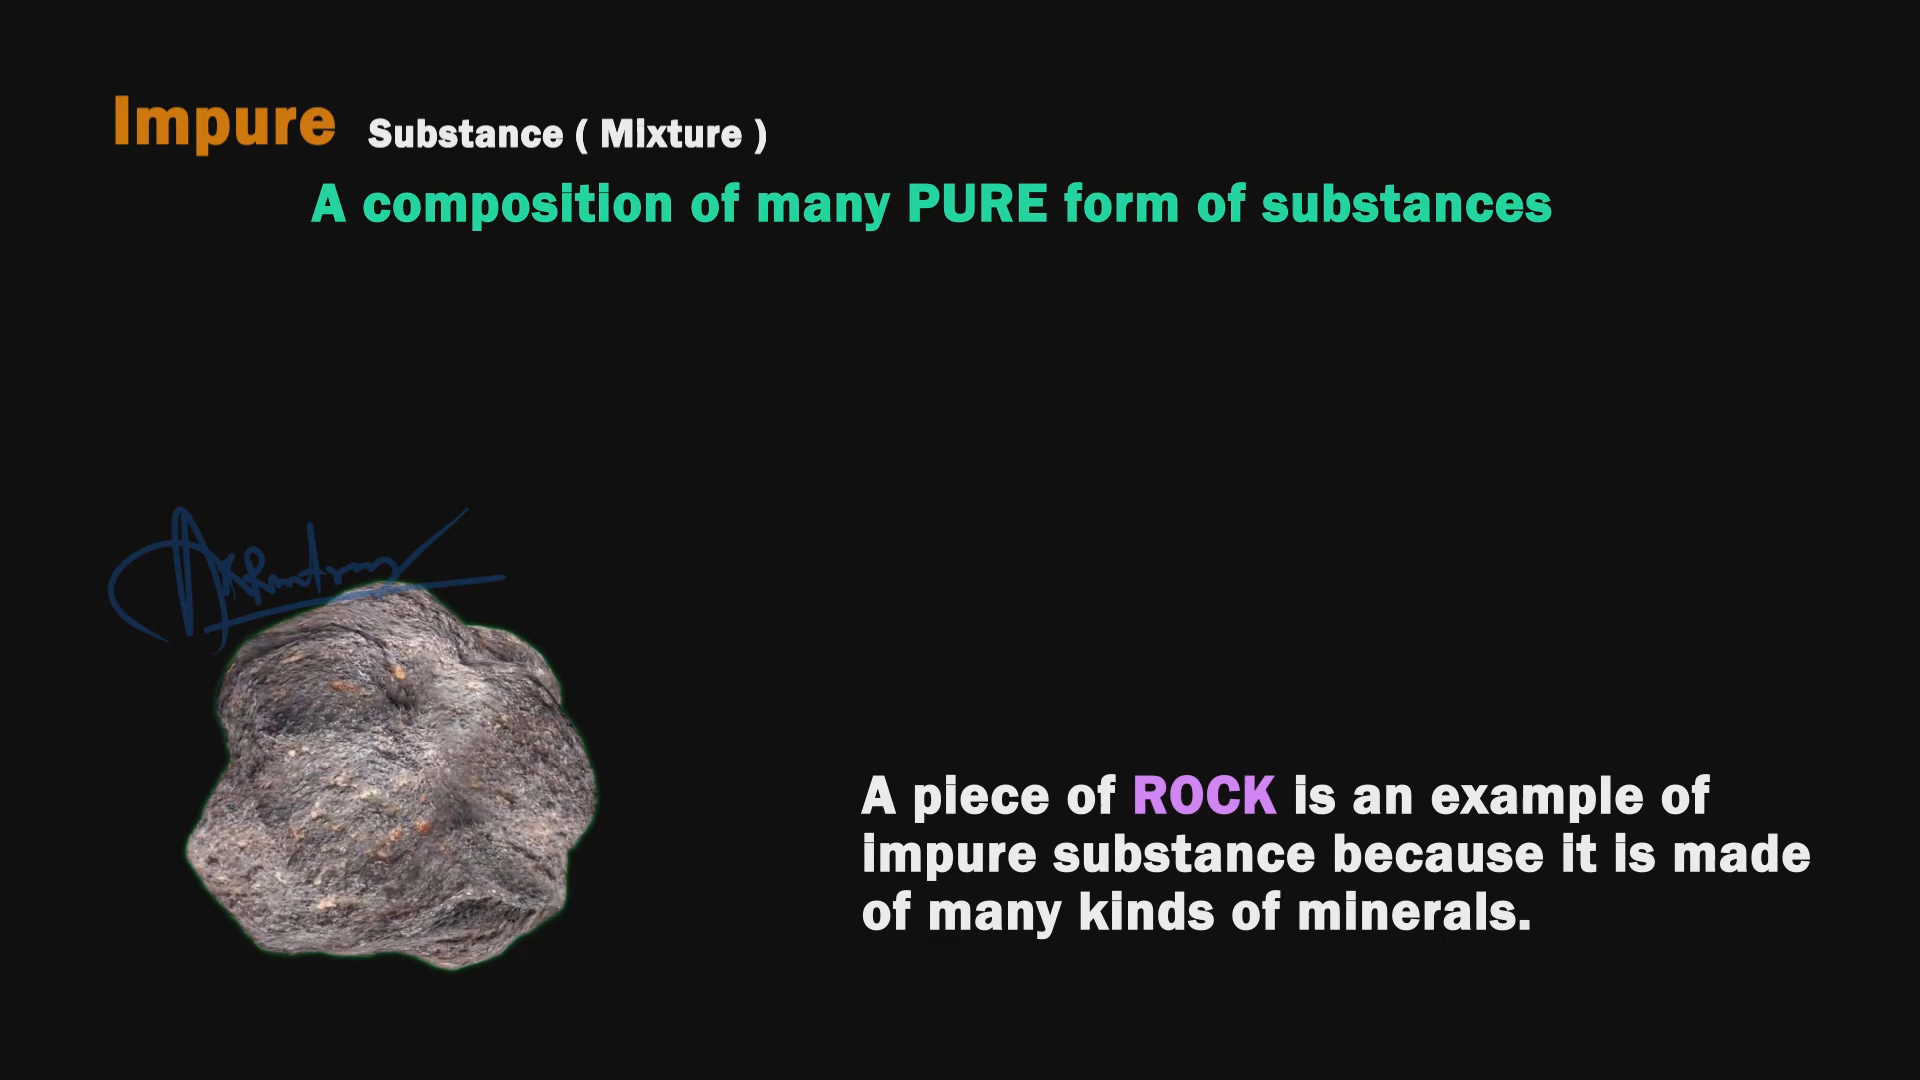 Impure Substance ( Mixture )
A composition of many PURE form of substances
A piece of ROCK is an example of
impure substance because it is made
of many kinds of minerals.